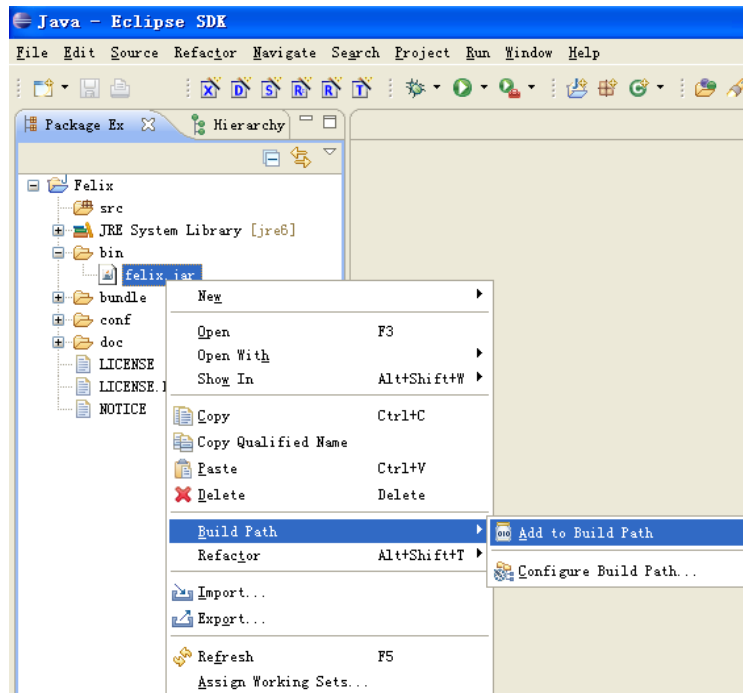 Java - Eclipse SDK
File Edit Source Refactor Navigate Search Project Run Window Help
Package Ex Hierarchy
Felix
src
JRE System Library [jre6]
bin
felix.jar
bundle
conf
doc
LICENSE
LICENSE.
NOTICE
New
Open F3
Open With
Show In Alt+Shift+W
Copy Ctrl+C
Copy Qualified Name
Paste Ctrl+V
Delete Delete
Build Path
Refactor Alt+Shift+T
Import...
Export...
Refresh F5
Assign Working Sets...
Add to Build Path
Configure Build Path...